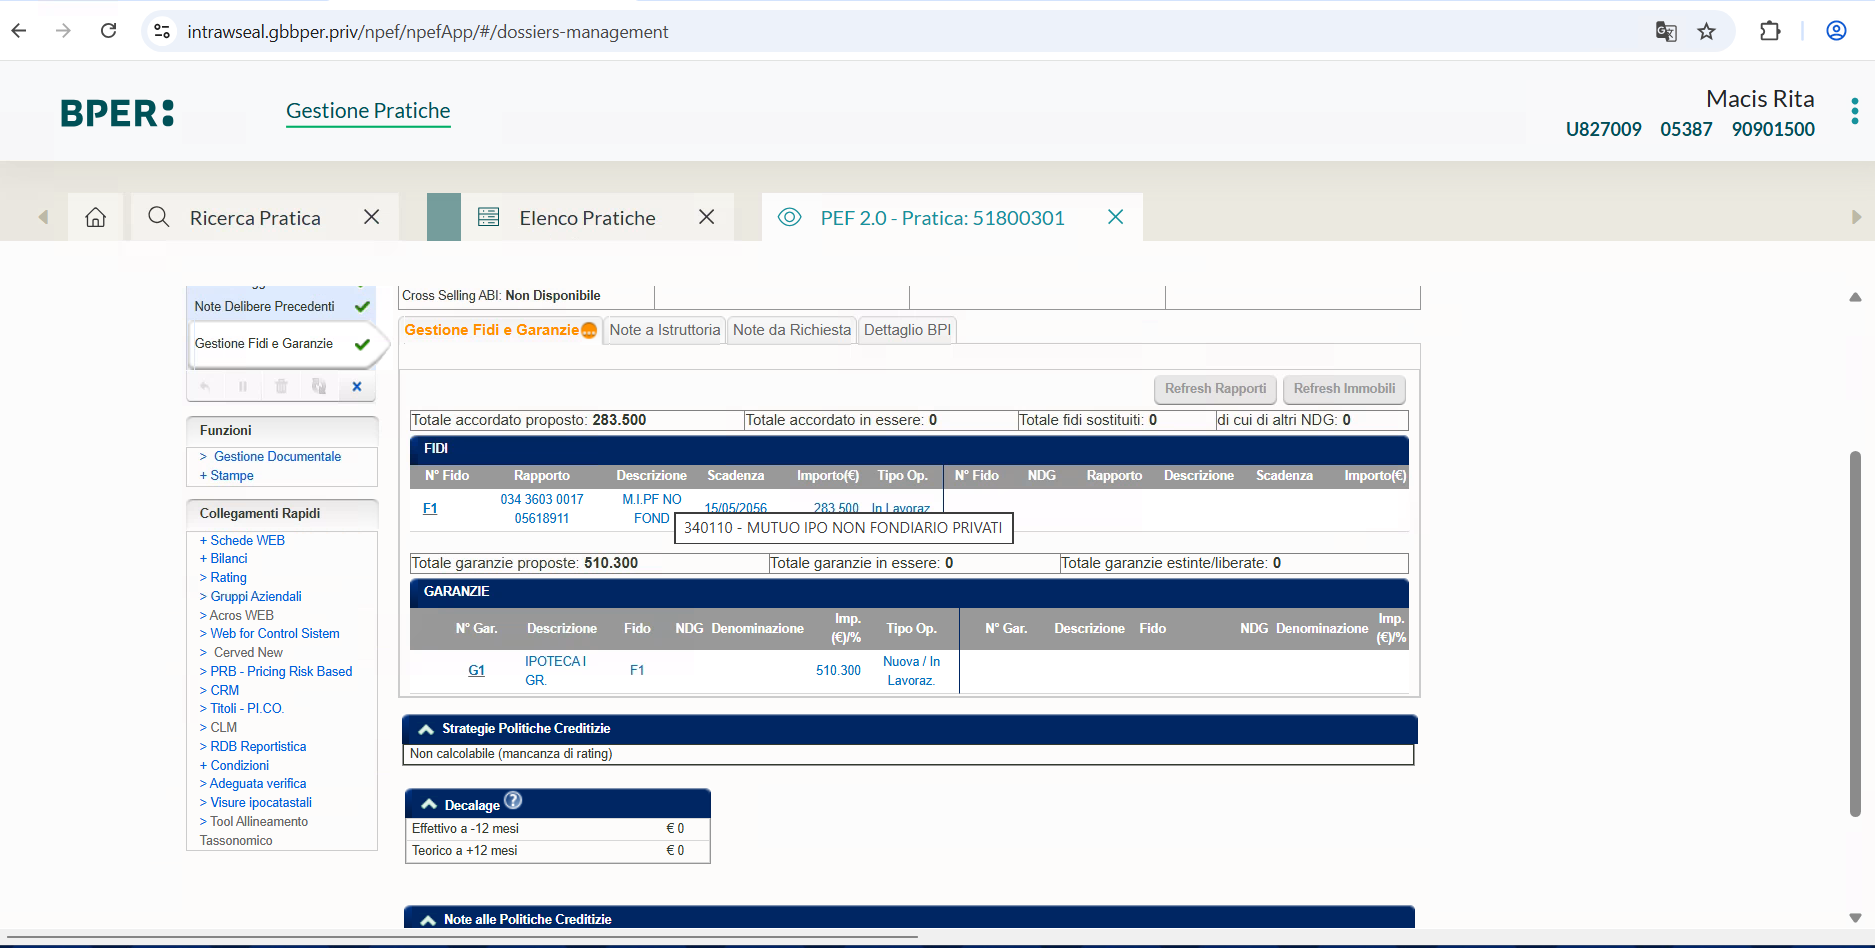 intrawseal.gbbper.priv/npef/npefApp/#/dossiers-management
BPER:
Gestione Pratiche
Macis Rita
U827009 05387 90901500
Ricerca Pratica
Elenco Pratiche
PEF 2.0 - Pratica: 51800301
Note Delibere Precedenti
Gestione Fidi e Garanzie
Funzioni
> Gestione Documentale
+ Stampe
Collegamenti Rapidi
+ Schede WEB
+ Bilanci
> Rating
> Gruppi Aziendali
> Acros WEB
> Web for Control Sistem
> Cerved New
> PRB - Pricing Risk Based
> CRM
> Titoli - PI.CO.
> CLM
> RDB Reportistica
+ Condizioni
> Adeguata verifica
> Visure ipocatastali
> Tool Allineamento
Tassonomico
Cross Selling ABI: Non Disponibile
Gestione Fidi e Garanzie Note a Istruttoria Note da Richiesta Dettaglio BPI
Refresh Rapporti Refresh Immobili
Totale accordato proposto: 283.500 Totale accordato in essere: 0 Totale fidi sostituiti: 0 di cui di altri NDG: 0
FIDI
N° Fido Rapporto Descrizione Scadenza Importo(€) Tipo Op. N° Fido NDG Rapporto Descrizione Scadenza Importo(€)
F1 034 3603 0017 05618911 M.I.PF NO FOND 15/05/2056 283.500 In Lavoraz.
340110 - MUTUO IPO NON FONDIARIO PRIVATI
Totale garanzie proposte: 510.300 Totale garanzie in essere: 0 Totale garanzie estinte/liberate: 0
GARANZIE
N° Gar. Descrizione Fido NDG Denominazione Imp. (€)/% Tipo Op. N° Gar. Descrizione Fido NDG Denominazione Imp. (€)/%
G1 IPOTECA I GR. F1 510.300 Nuova / In Lavoraz.
Strategie Politiche Creditizie
Non calcolabile (mancanza di rating)
Decalage ?
Effettivo a -12 mesi € 0
Teorico a +12 mesi € 0
Note alle Politiche Creditizie